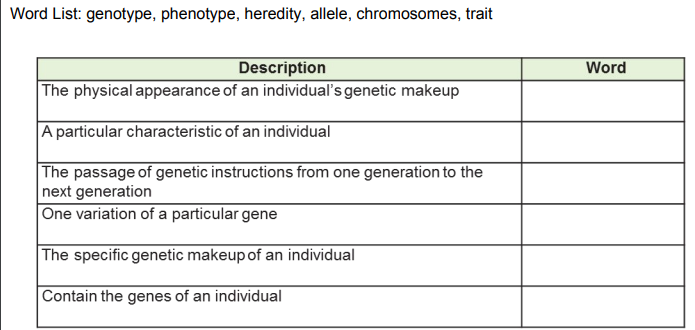 Word List: genotype, phenotype, heredity, allele, chromosomes, trait
Description Word
The physical appearance of an individual's genetic makeup
A particular characteristic of an individual
The passage of genetic instructions from one generation to the
next generation
One variation of a particular gene
The specific genetic makeup of an individual
Contain the genes of an individual